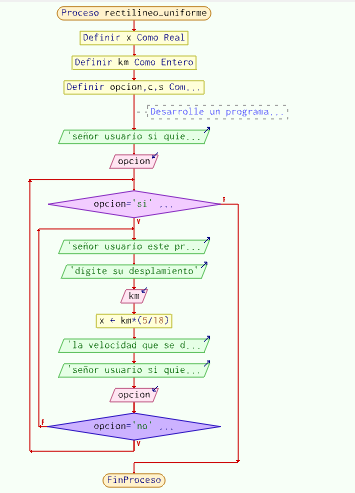 Proceso rectilineo_uniforme
Definir x Como Real
Definir km Como Entero
Definir opcion,c,s Com...
Desarrolle un programa...
'señor usuario si quie...
opcion
opcion='si' ...
F
V
'señor usuario este pr...
'digite su desplamiento'
km
x ← km*(5/18)
'la velocidad que se d...
'señor usuario si quie...
opcion
opcion='no' ...
F
V
FinProceso